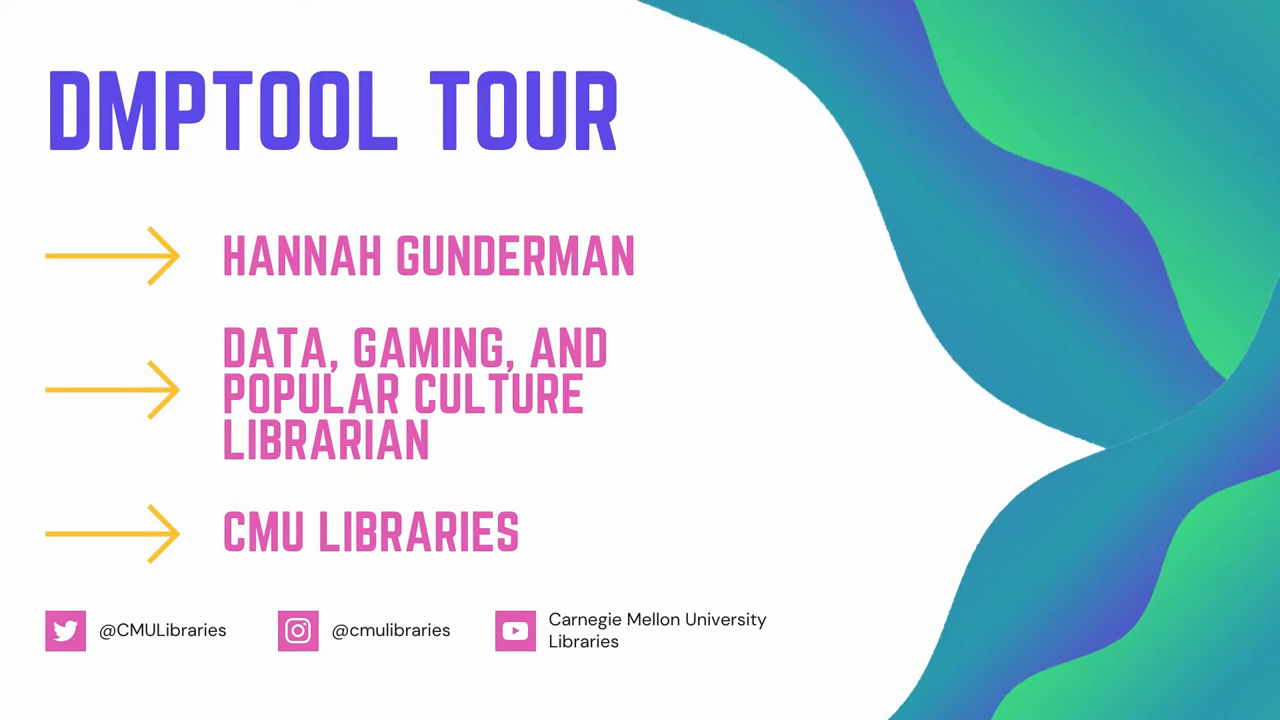 DMPTOOL TOUR
HANNAH GUNDERMAN
DATA, GAMING, AND
POPULAR CULTURE
LIBRARIAN
CMU LIBRARIES
@CMULibraries
@cmulibraries
Carnegie Mellon University
Libraries